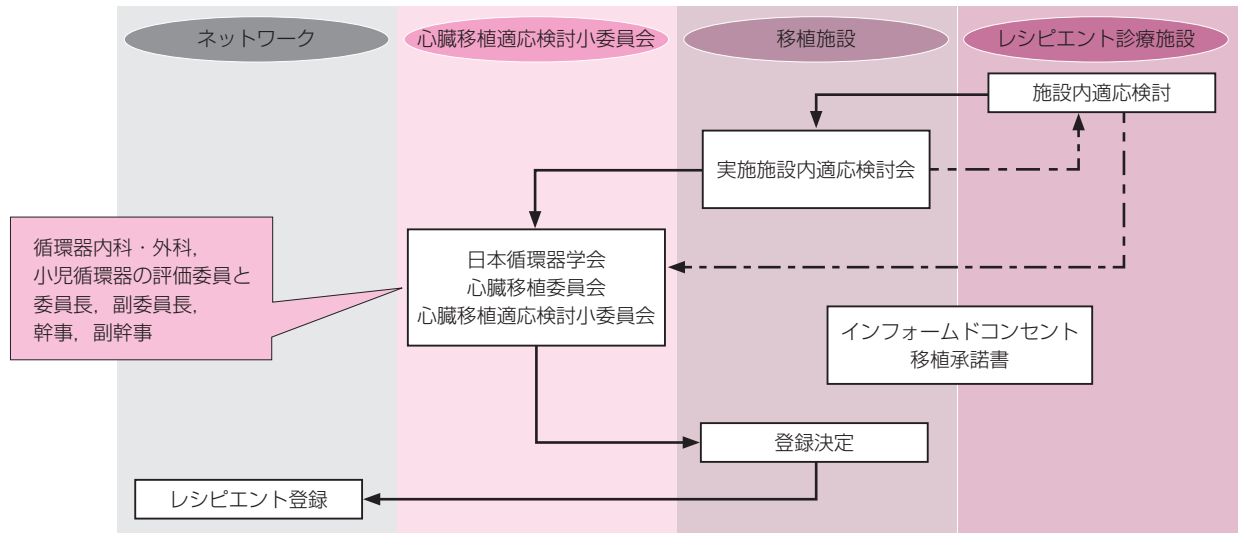 ネットワーク
心臓移植適応検討小委員会
移植施設
レシピエント診療施設
施設内適応検討
実施施設内適応検討会
循環器内科・外科,
小児循環器の評価委員と
委員長,副委員長,
幹事,副幹事
日本循環器学会
心臓移植委員会
心臓移植適応検討小委員会
インフォームドコンセント
移植承諾書
登録決定
レシピエント登録